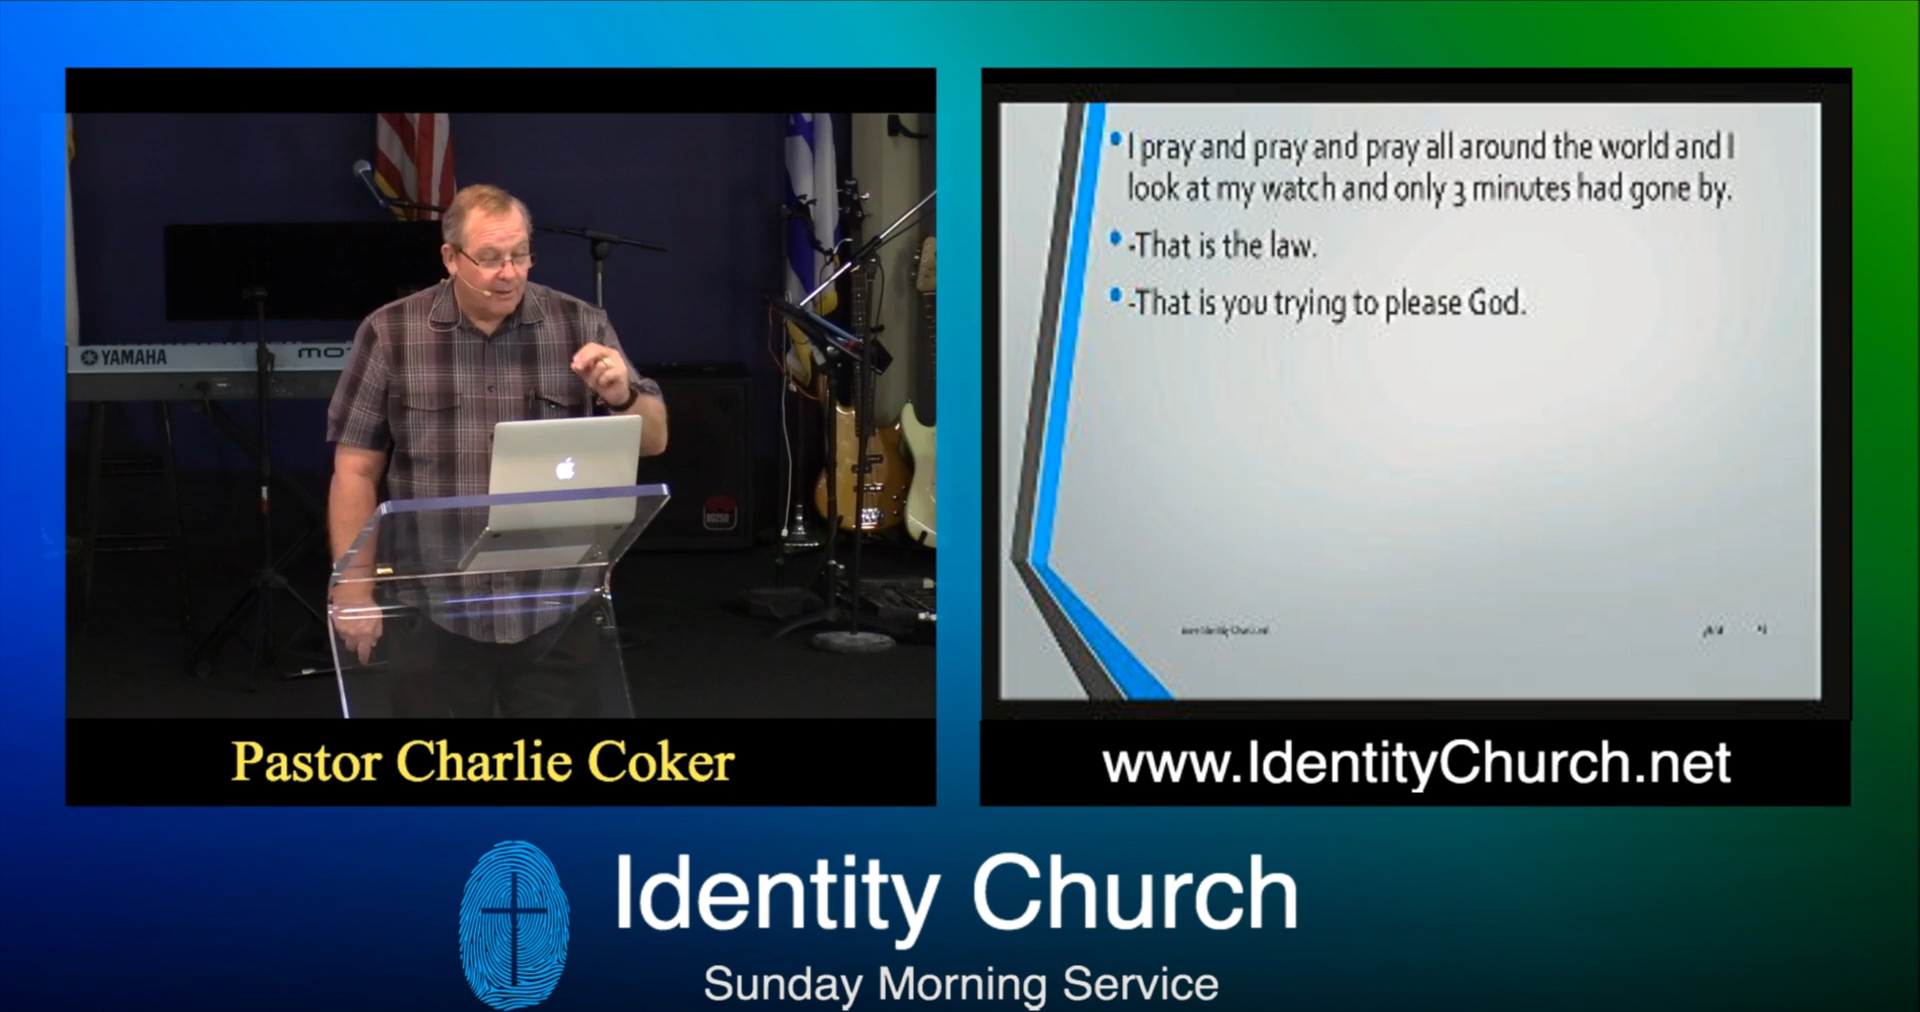 YAMAHA
MO
I pray and pray and pray all around the world and I
look at my watch and only 3 minutes had gone by.
-That is the law.
-That is you trying to please God.
Pastor Charlie Coker
www.IdentityChurch.net
Identity Church
Sunday Morning Service